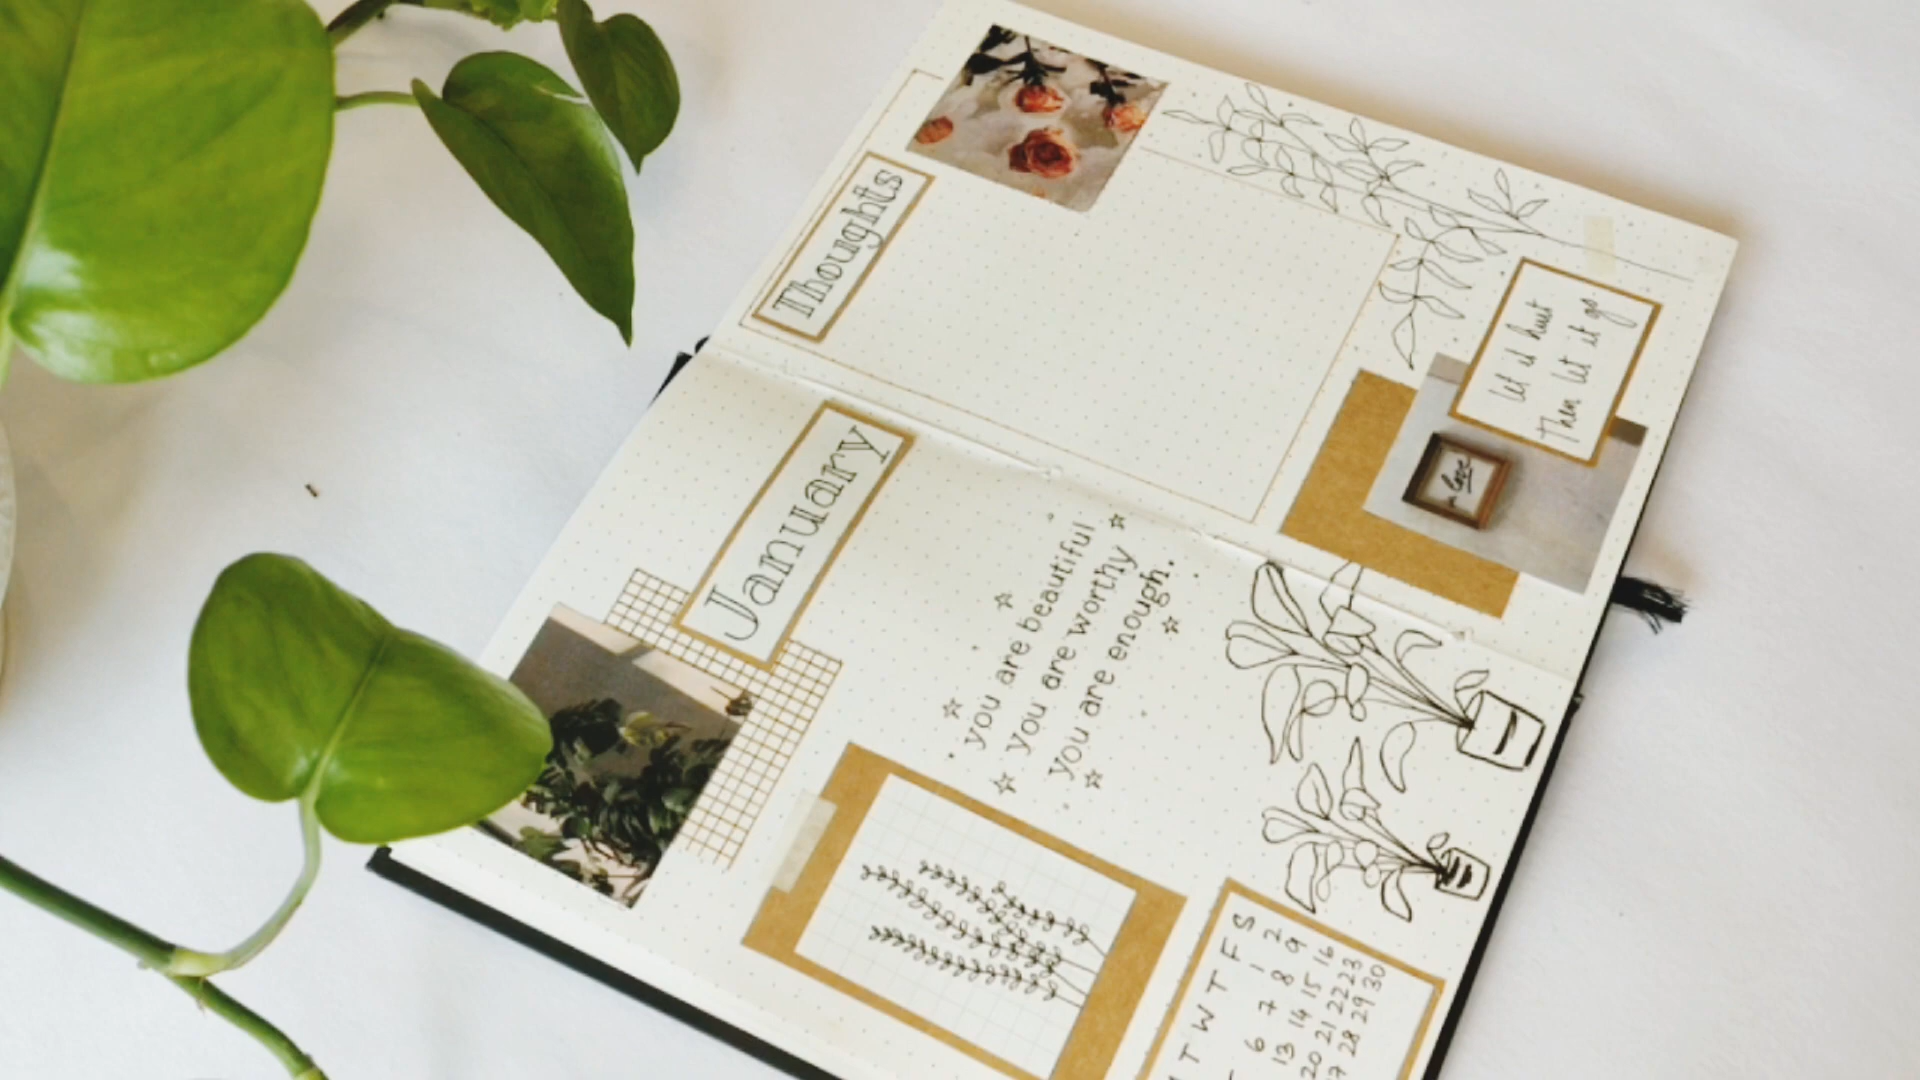 Thoughts
Let it hurt
Then let it go.
love
January
you are beautiful
you are worthy
you are enough.
T W T F S
1 2
6 7 8 9
13 14 15 16
20 21 22 23
28 29 30